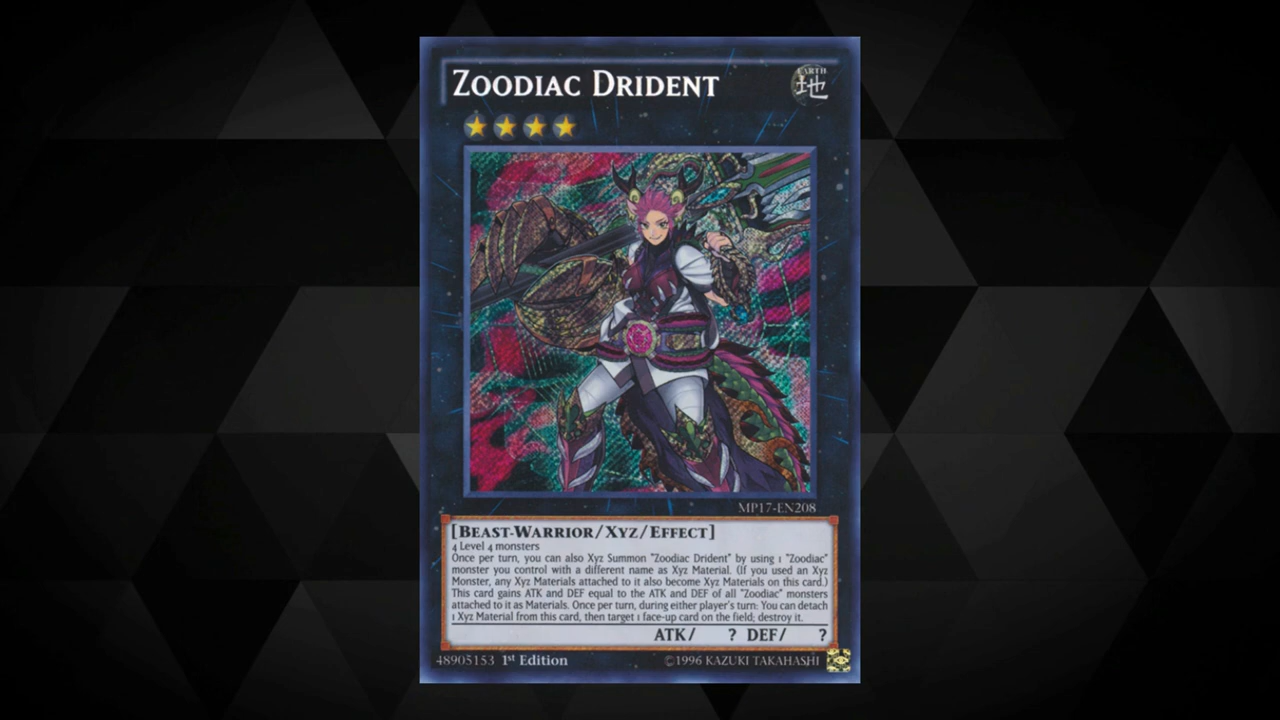 ZOODIAC DRIDENT
EARTH
地
MP17-EN208
[BEAST-WARRIOR/XYZ/EFFECT]
4 Level 4 monsters
Once per turn, you can also Xyz Summon "Zoodiac Drident" by using 1 "Zoodiac"
monster you control with a different name as Xyz Material. (If you used an Xyz
Monster, any Xyz Materials attached to it also become Xyz Materials on this card.)
This card gains ATK and DEF equal to the ATK and DEF of all "Zoodiac" monsters
attached to it as Materials. Once per turn, during either player's turn: You can detach
1 Xyz Material from this card, then target 1 face-up card on the field; destroy it.
ATK/ ? DEF/ ?
48905153 1st Edition ©1996 KAZUKI TAKAHASHI